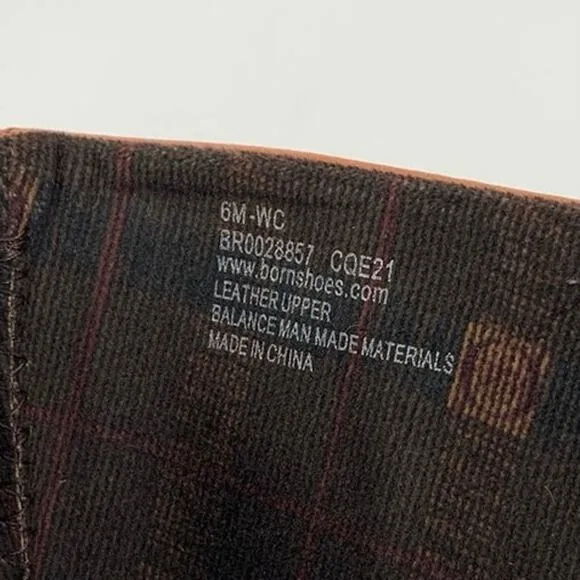 6M-WC
BR0028857 CQE21
www.bornshoes.com
LEATHER UPPER
BALANCE MAN MADE MATERIALS
MADE IN CHINA